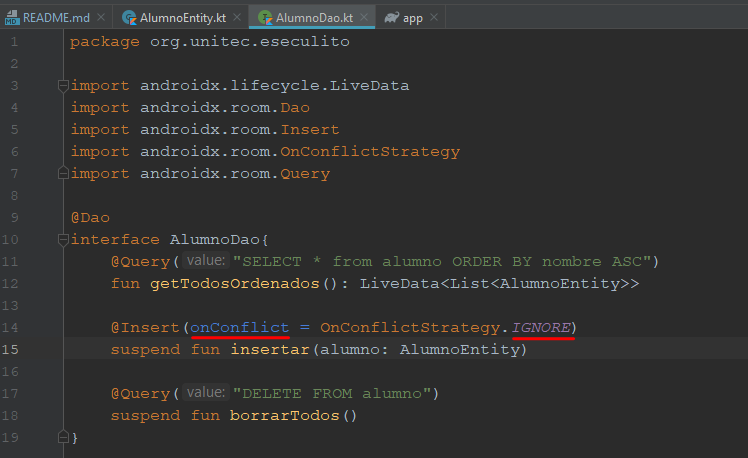 README.md AlumnoEntity.kt AlumnoDao.kt app
1 package org.unitec.eseculito
2
3 import androidx.lifecycle.LiveData
4 import androidx.room.Dao
5 import androidx.room.Insert
6 import androidx.room.OnConflictStrategy
7 import androidx.room.Query
8
9 @Dao
10 interface AlumnoDao{
11 @Query( value: "SELECT * from alumno ORDER BY nombre ASC")
12 fun getTodosOrdenados(): LiveData<List<AlumnoEntity>>
13
14 @Insert(onConflict = OnConflictStrategy.IGNORE)
15 suspend fun insertar(alumno: AlumnoEntity)
16
17 @Query( value: "DELETE FROM alumno")
18 suspend fun borrarTodos()
19 }